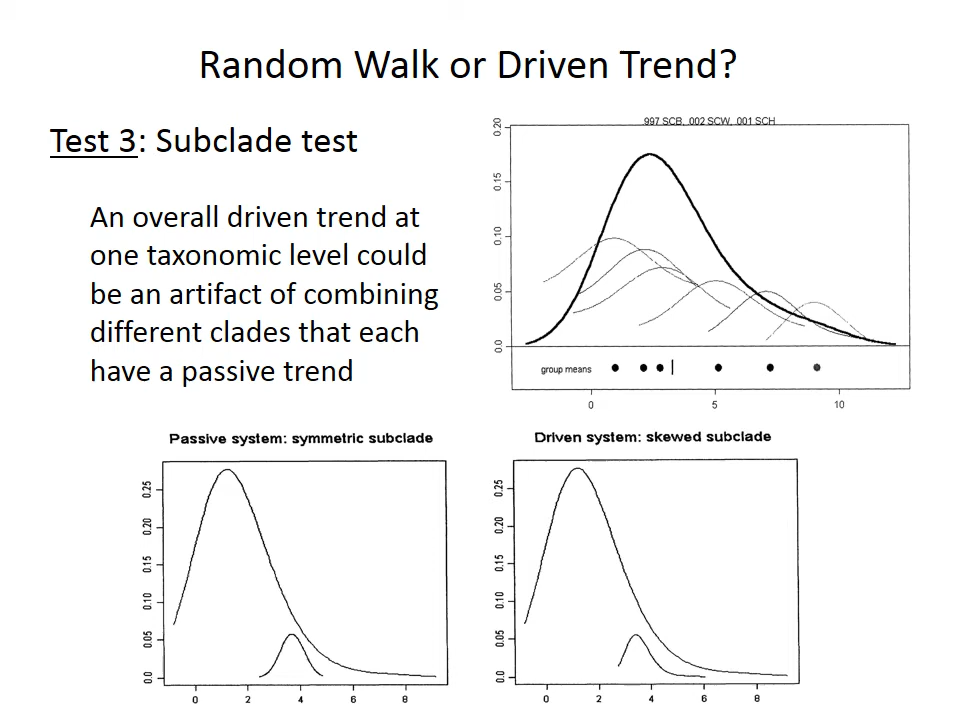 Random Walk or Driven Trend?
Test 3: Subclade test
An overall driven trend at
one taxonomic level could
be an artifact of combining
different clades that each
have a passive trend
997 SCB, .002 SCW, .001 SCH
0.20
0.15
0.10
0.05
0.0
group means
0 5 10
Passive system: symmetric subclade
0.25
0.20
0.15
0.10
0.05
0.0
0 2 4 6 8
Driven system: skewed subclade
0.25
0.20
0.15
0.10
0.05
0.0
0 2 4 6 8